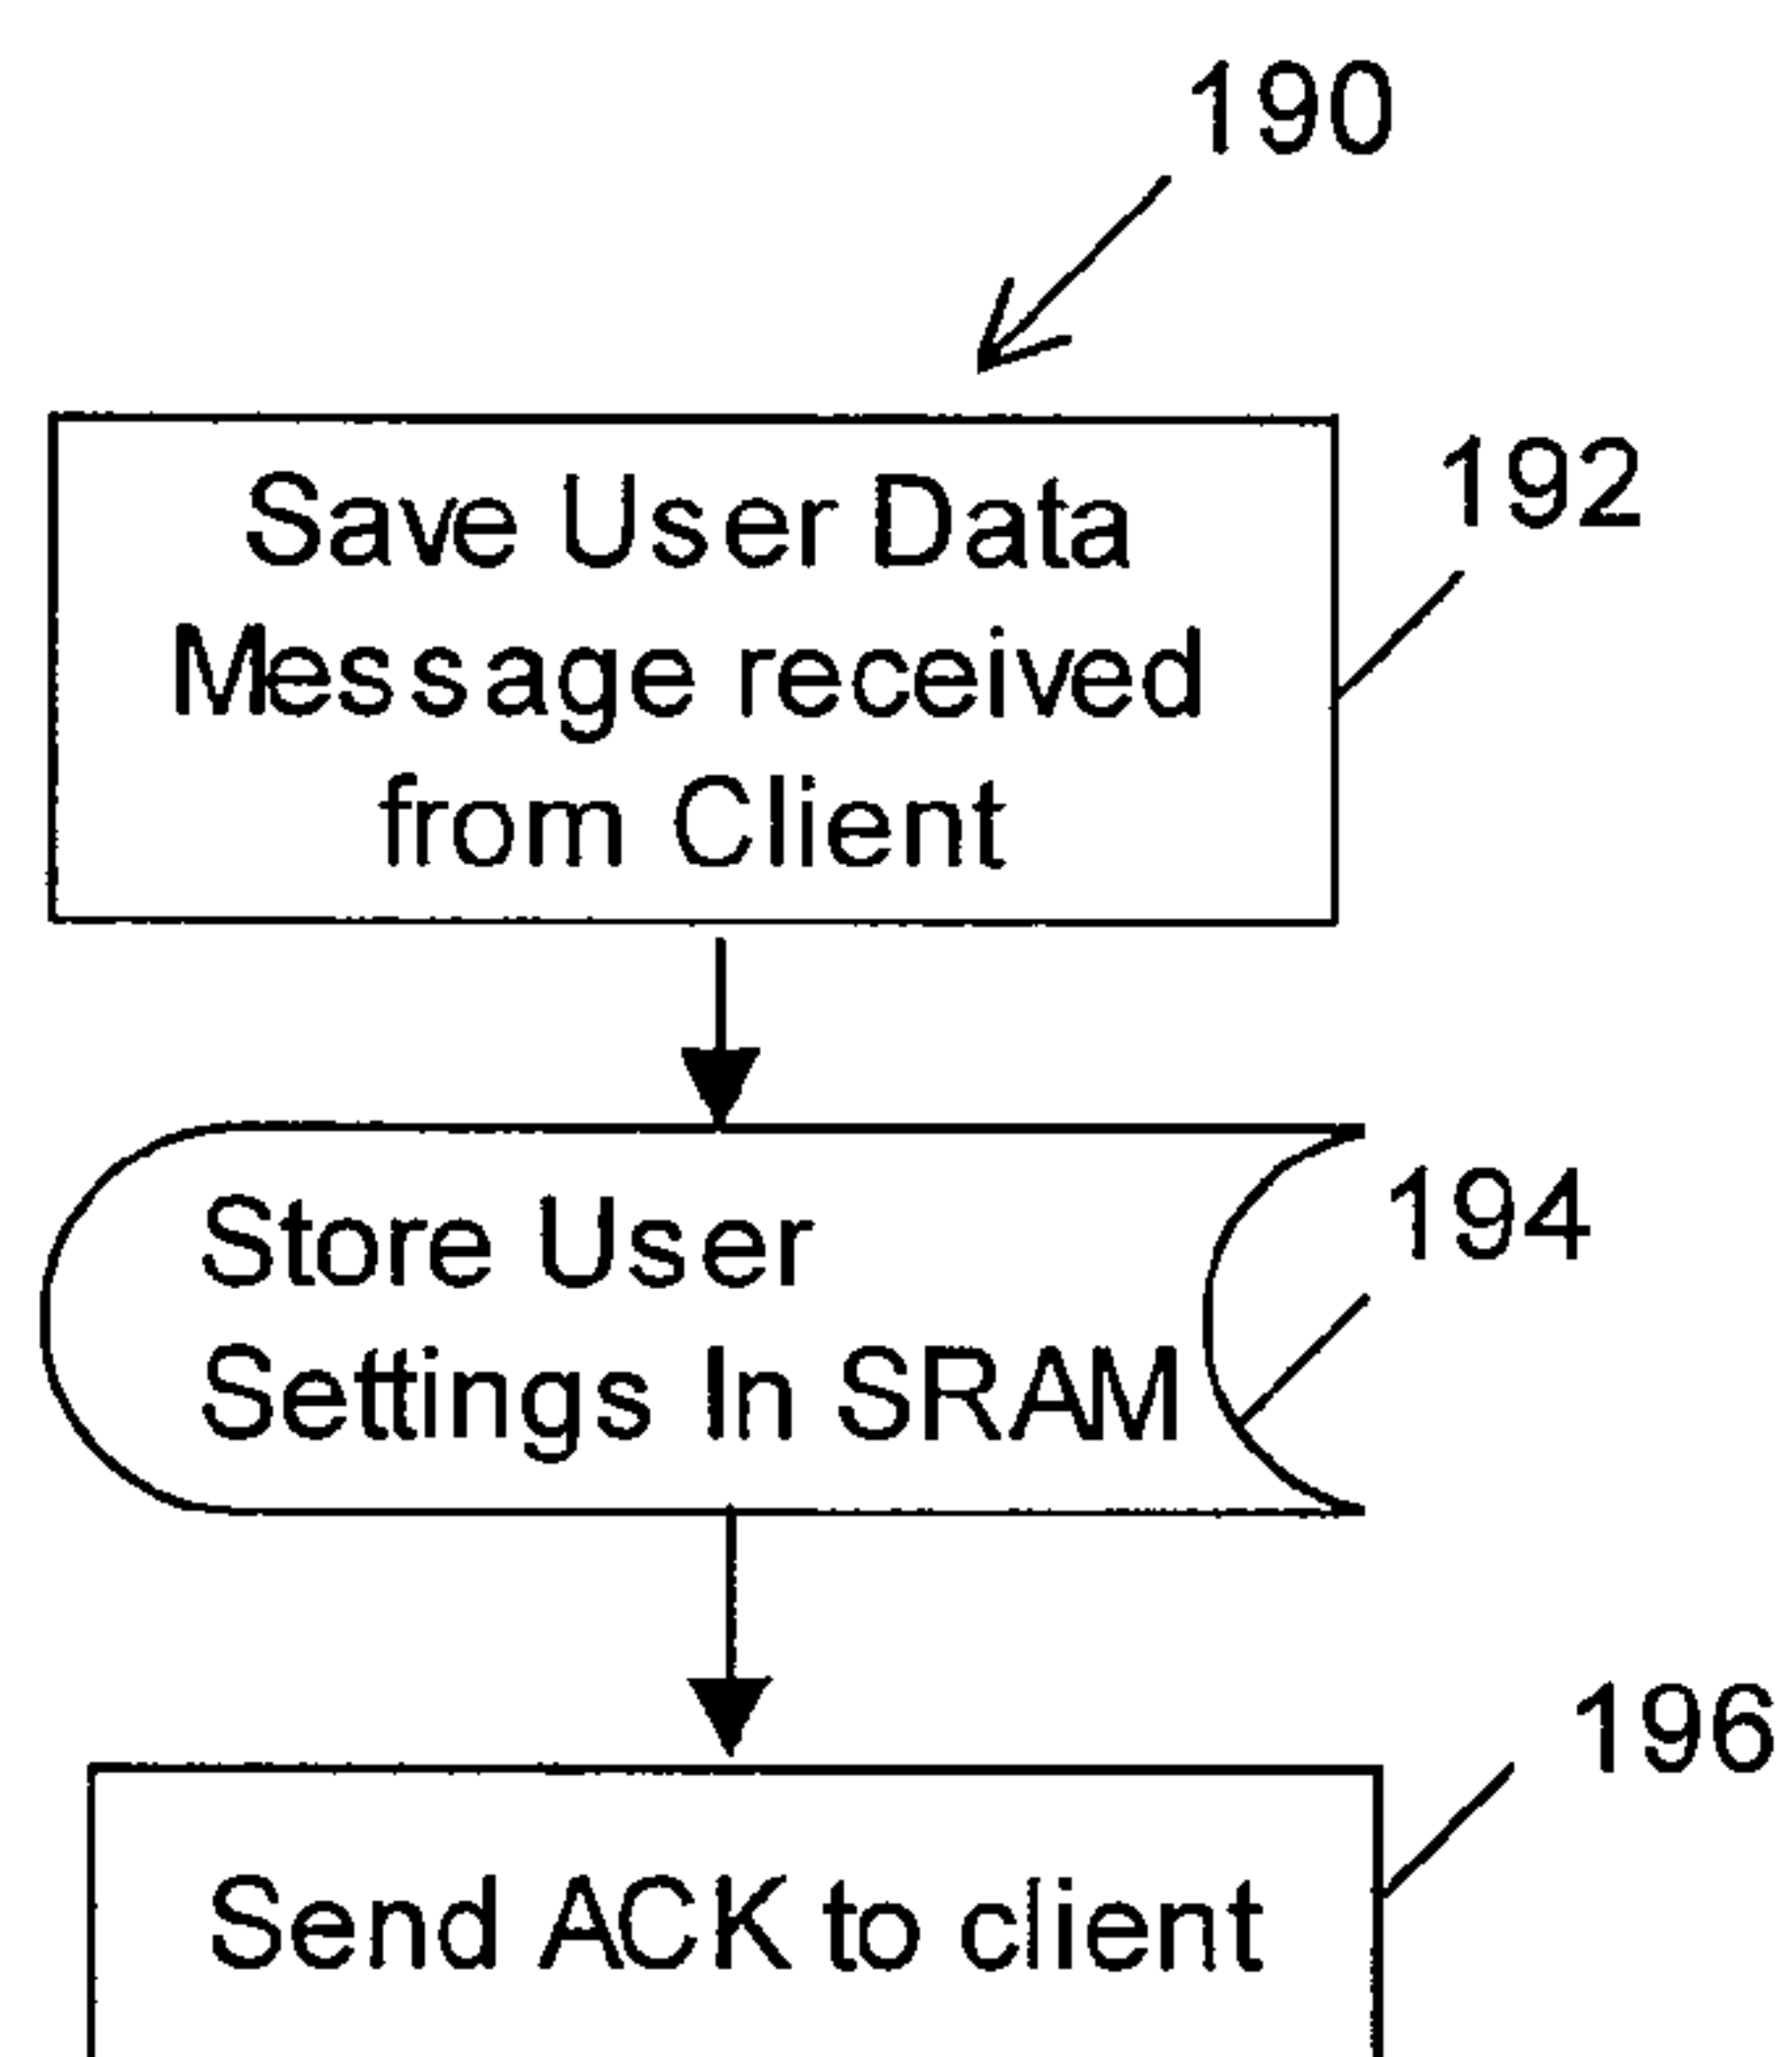 190
Save User Data
Message received
from Client
192
Store User
Settings In SRAM
194
196
Send ACK to client